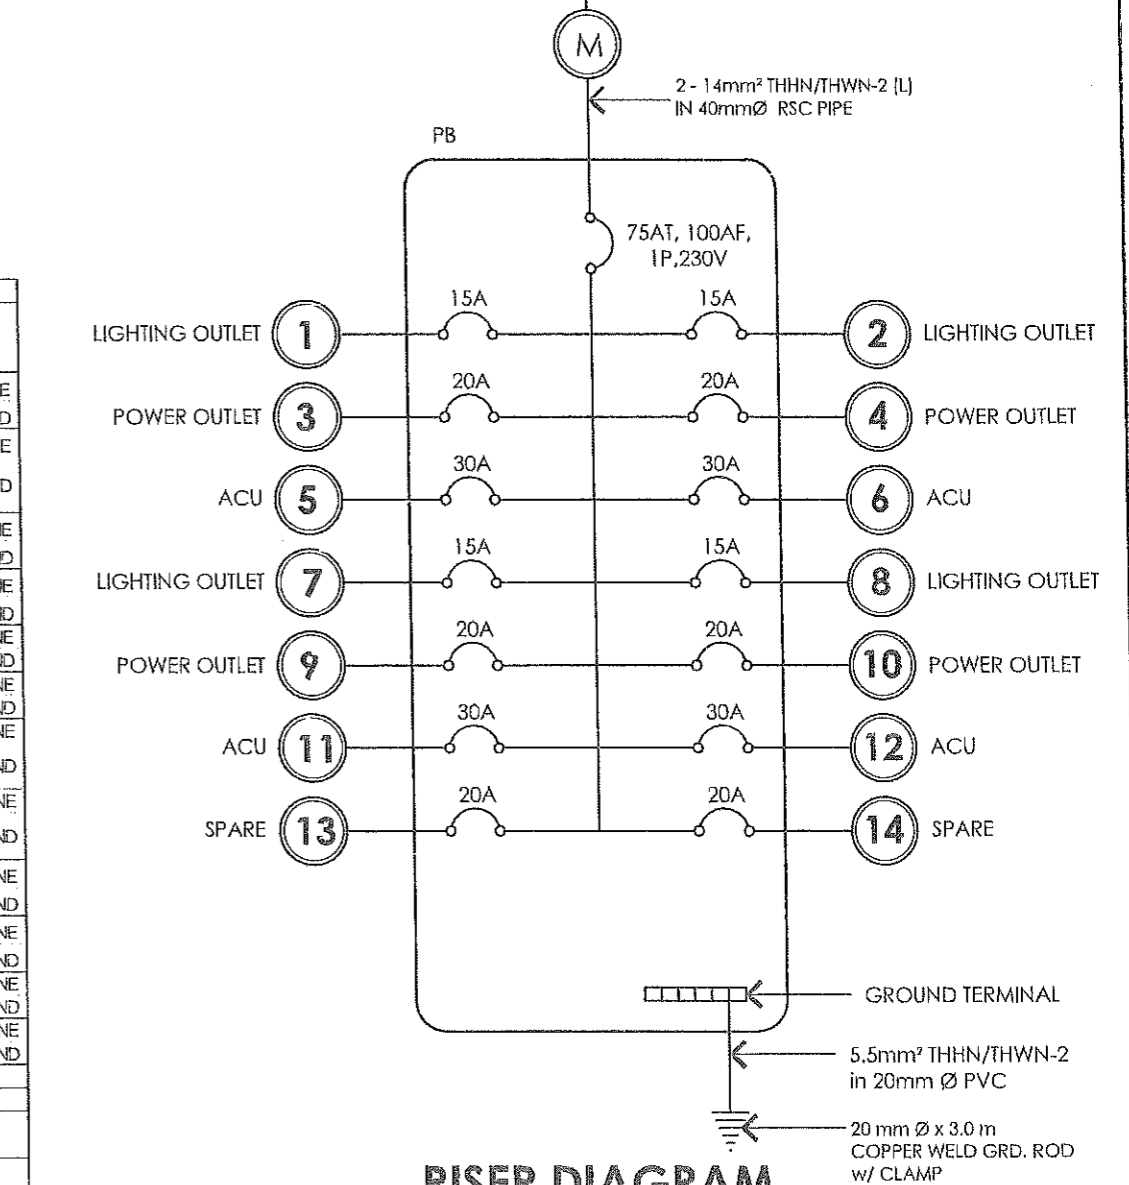 M
2 - 14mm² THHN/THWN-2 (L)
IN 40mmØ RSC PIPE
PB
75AT, 100AF,
1P,230V
15A 15A
LIGHTING OUTLET 1 2 LIGHTING OUTLET
20A 20A
POWER OUTLET 3 4 POWER OUTLET
30A 30A
ACU 5 6 ACU
15A 15A
LIGHTING OUTLET 7 8 LIGHTING OUTLET
20A 20A
POWER OUTLET 9 10 POWER OUTLET
30A 30A
ACU 11 12 ACU
20A 20A
SPARE 13 14 SPARE
GROUND TERMINAL
5.5mm² THHN/THWN-2
in 20mm Ø PVC
20 mm Ø x 3.0 m
COPPER WELD GRD. ROD
w/ CLAMP
RISER DIAGRAM